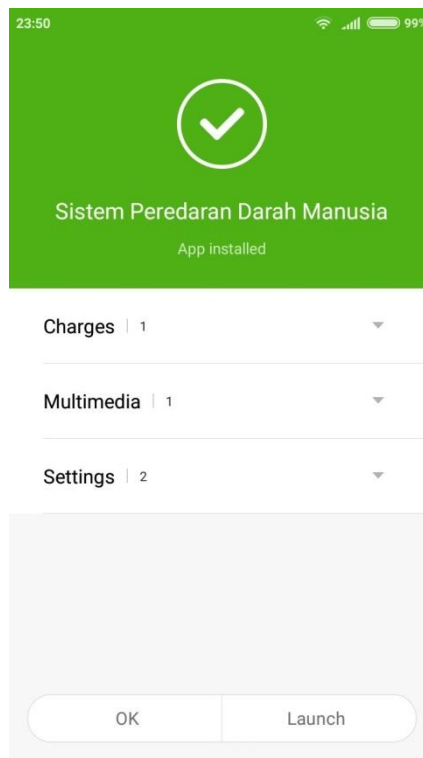 23:50 99%
Sistem Peredaran Darah Manusia
App installed
Charges 1
Multimedia 1
Settings 2
OK Launch